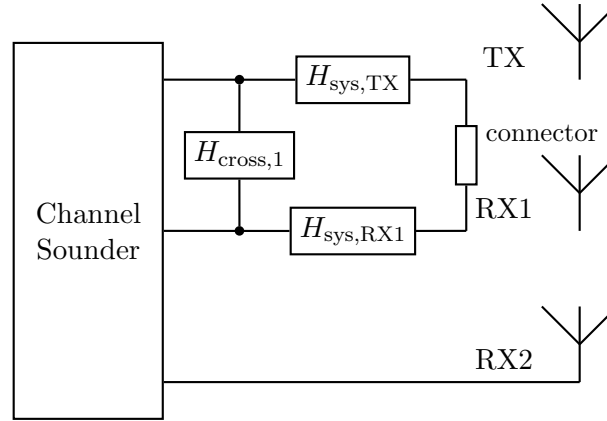 TX
H_sys,TX
connector
H_cross,1
Channel
Sounder
RX1
H_sys,RX1
RX2